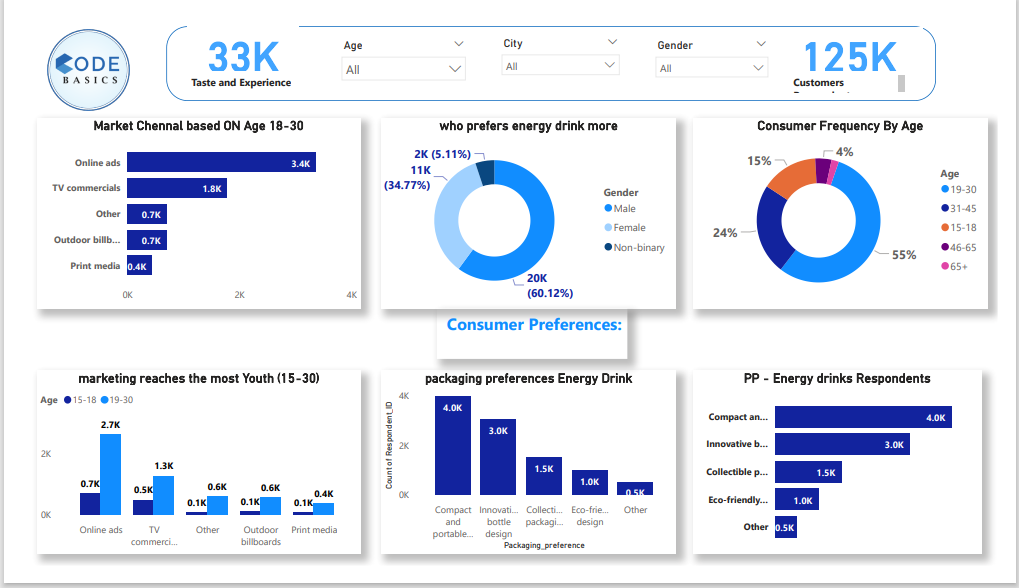 CODE
BASICS
33K
Taste and Experience
Age
All
City
All
Gender
All
125K
Customers
Market Chennal based ON Age 18-30
Online ads
3.4K
TV commercials
1.8K
Other
0.7K
Outdoor billb...
0.7K
Print media
0.4K
0K
2K
4K
who prefers energy drink more
2K (5.11%)
11K
(34.77%)
20K
(60.12%)
Gender
Male
Female
Non-binary
Consumer Frequency By Age
4%
15%
24%
55%
Age
19-30
31-45
15-18
46-65
65+
Consumer Preferences:
marketing reaches the most Youth (15-30)
Age 15-18 19-30
2K
0K
0.7K
2.7K
0.5K
1.3K
0.1K
0.6K
0.1K
0.6K
0.1K
0.4K
Online ads
TV
commerci...
Other
Outdoor
billboards
Print media
packaging preferences Energy Drink
Count of Respondent_ID
4K
2K
0K
4.0K
3.0K
1.5K
1.0K
0.5K
Compact
and
portable...
Innovati...
bottle
design
Collecti...
packagi...
Eco-frie...
design
Other
Packaging_preference
PP - Energy drinks Respondents
Compact an...
4.0K
Innovative b...
3.0K
Collectible p...
1.5K
Eco-friendly...
1.0K
Other
0.5K